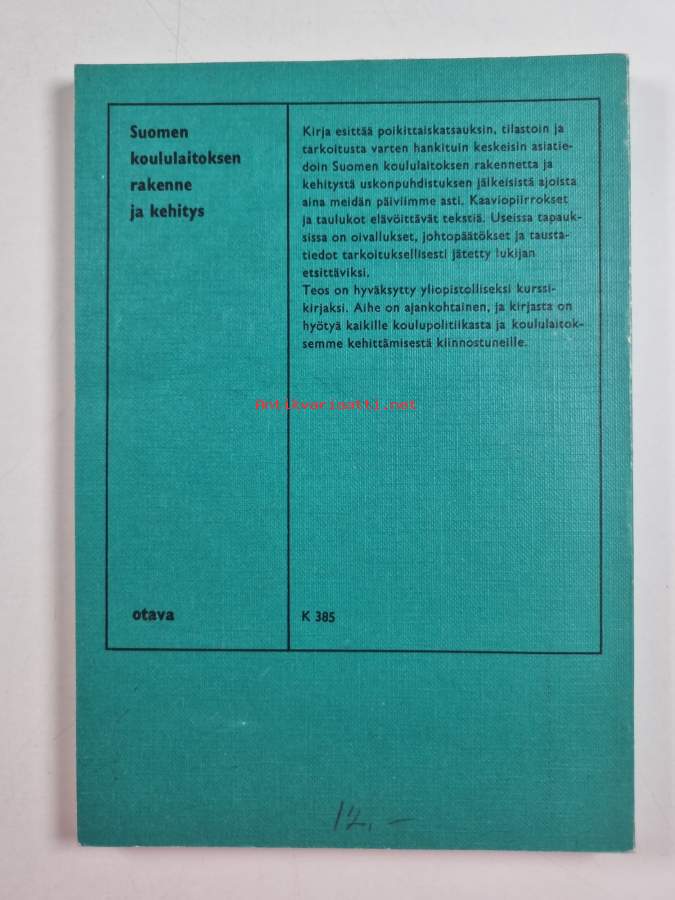 Suomen
koululaitoksen
rakenne
ja kehitys
Kirja esittää poikittaiskatsauksin, tilastoin ja
tarkoitusta varten hankituin keskeisin asiatie-
doin Suomen koululaitoksen rakennetta ja
kehitystä uskonpuhdistuksen jälkeisistä ajoista
aina meidän päiviimme asti. Kaaviopiirrokset
ja taulukot elävöittävät tekstiä. Useissa tapauk-
sissa on oivallukset, johtopäätökset ja tausta-
tiedot tarkoituksellisesti jätetty lukijan
etsittäviksi.
Teos on hyväksytty yliopistolliseksi kurssi-
kirjaksi. Aihe on ajankohtainen, ja kirjasta on
hyötyä kaikille koulupolitiikasta ja koululaitok-
semme kehittämisestä kiinnostuneille.
Antikvariaatti.net
otava
K 385
12,-